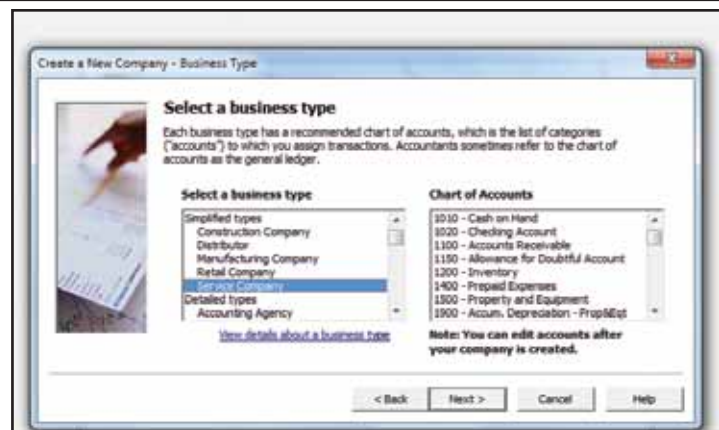 Create a New Company - Business Type
Select a business type
Each business type has a recommended chart of accounts, which is the list of categories
("accounts") to which you assign transactions. Accountants sometimes refer to the chart of
accounts as the general ledger.
Select a business type
Simplified types
Construction Company
Distributor
Manufacturing Company
Retail Company
Service Company
Detailed types
Accounting Agency
View details about a business type
Chart of Accounts
1010 - Cash on Hand
1020 - Checking Account
1100 - Accounts Receivable
1150 - Allowance for Doubtful Account
1200 - Inventory
1400 - Prepaid Expenses
1500 - Property and Equipment
1900 - Accum. Depreciation - Prop&Eqt
Note: You can edit accounts after
your company is created.
< Back
Next >
Cancel
Help